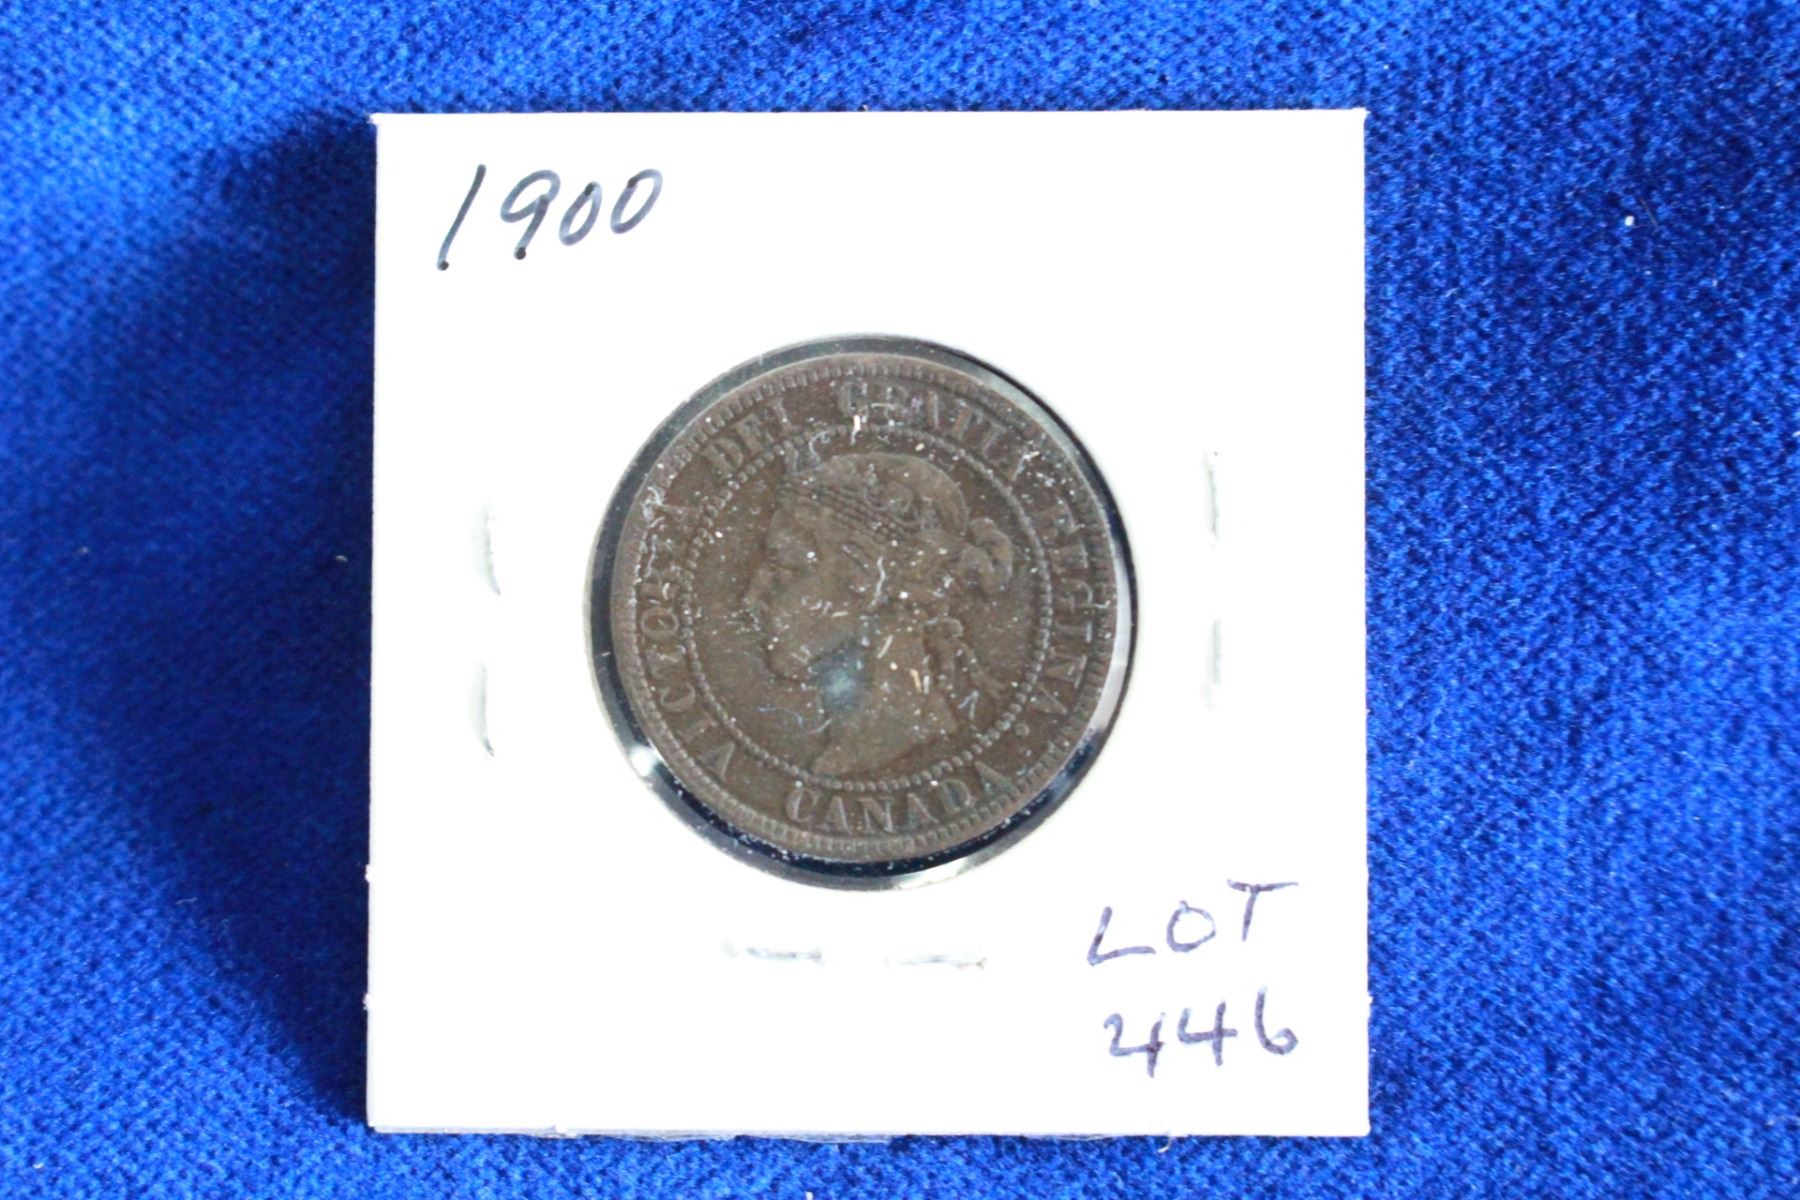 1900
VICTORIA DEI GRATIA REGINA.
CANADA
LOT
446